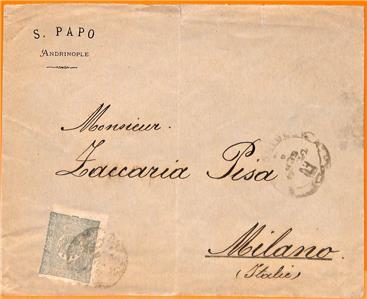 S. PAPO
ANDRINOPLE
Monsieur.
Zaccaria Pisa
Milano.
(Italie)